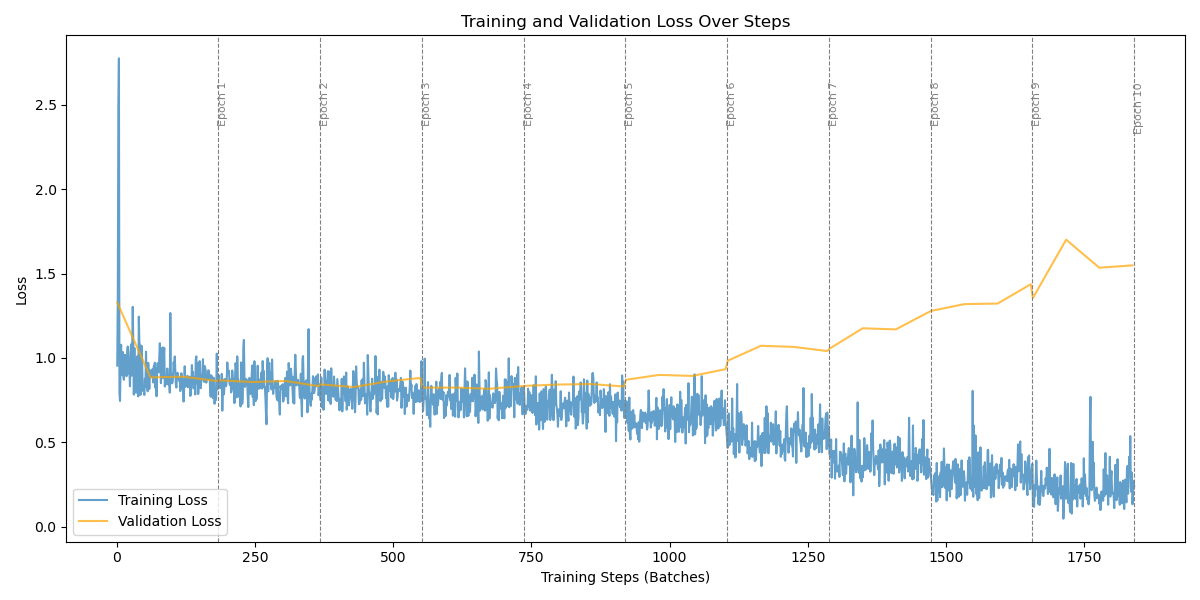 Training and Validation Loss Over Steps
Epoch 1
Epoch 2
Epoch 3
Epoch 4
Epoch 5
Epoch 6
Epoch 7
Epoch 8
Epoch 9
Epoch 10
2.5
2.0
1.5
1.0
0.5
0.0
Loss
Training Loss
Validation Loss
0
250
500
750
1000
1250
1500
1750
Training Steps (Batches)